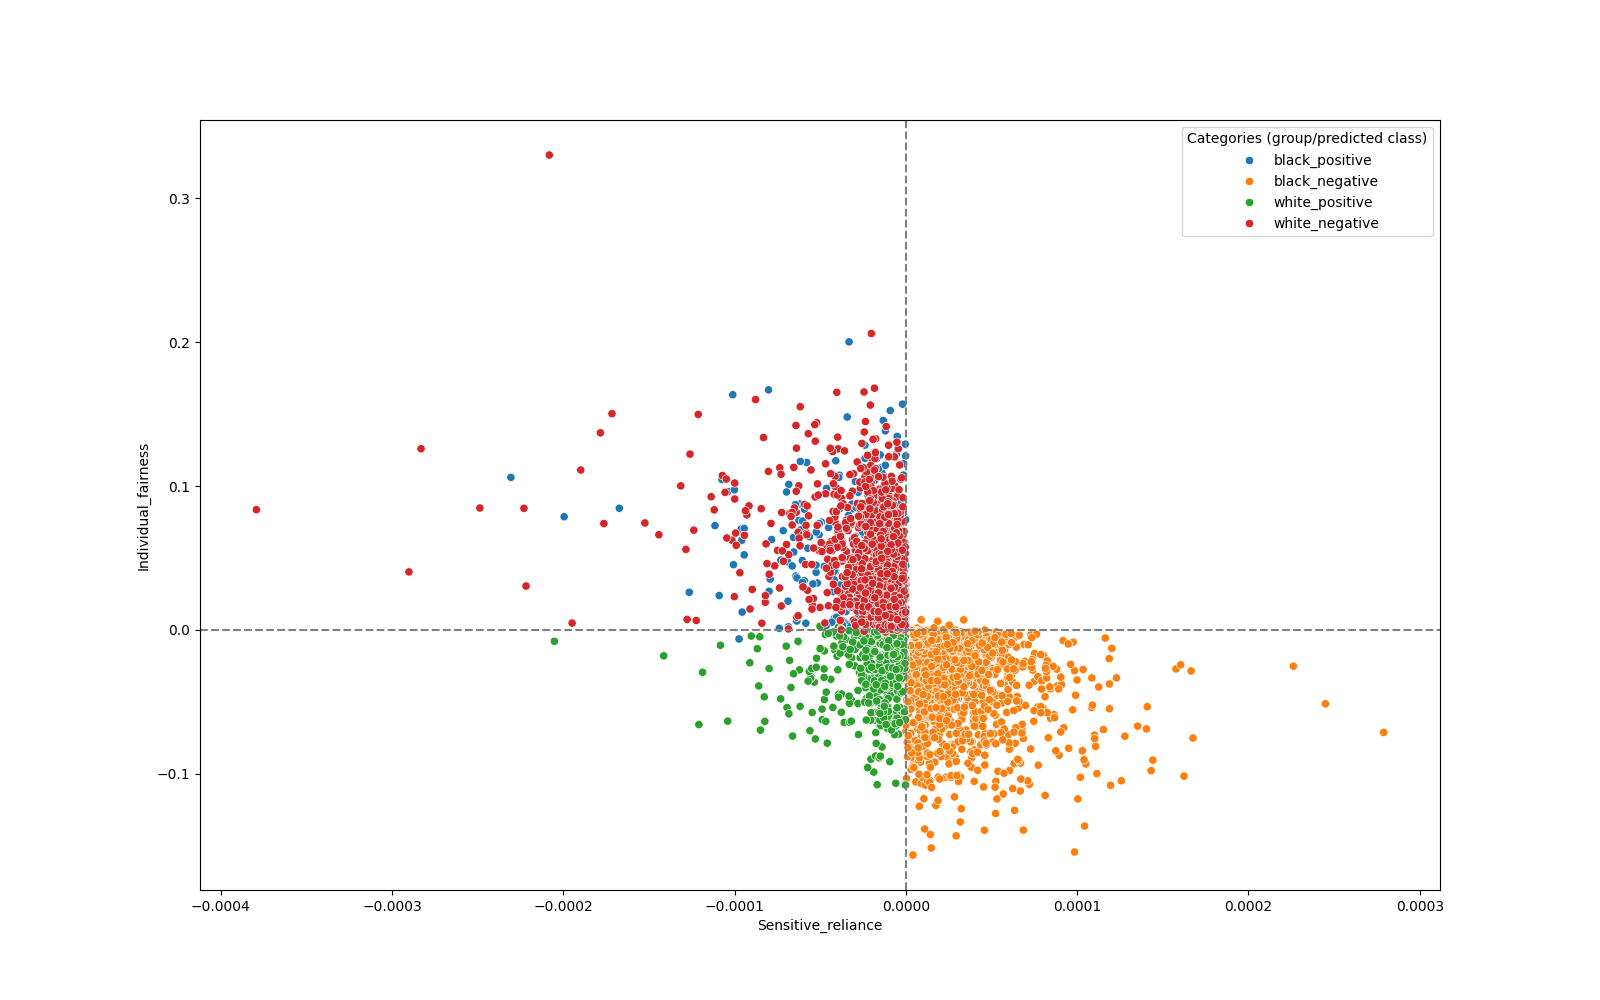 Categories (group/predicted class)
black_positive
black_negative
white_positive
white_negative
0.3
0.2
0.1
0.0
−0.1
Individual_fairness
−0.0004
−0.0003
−0.0002
−0.0001
0.0000
0.0001
0.0002
0.0003
Sensitive_reliance